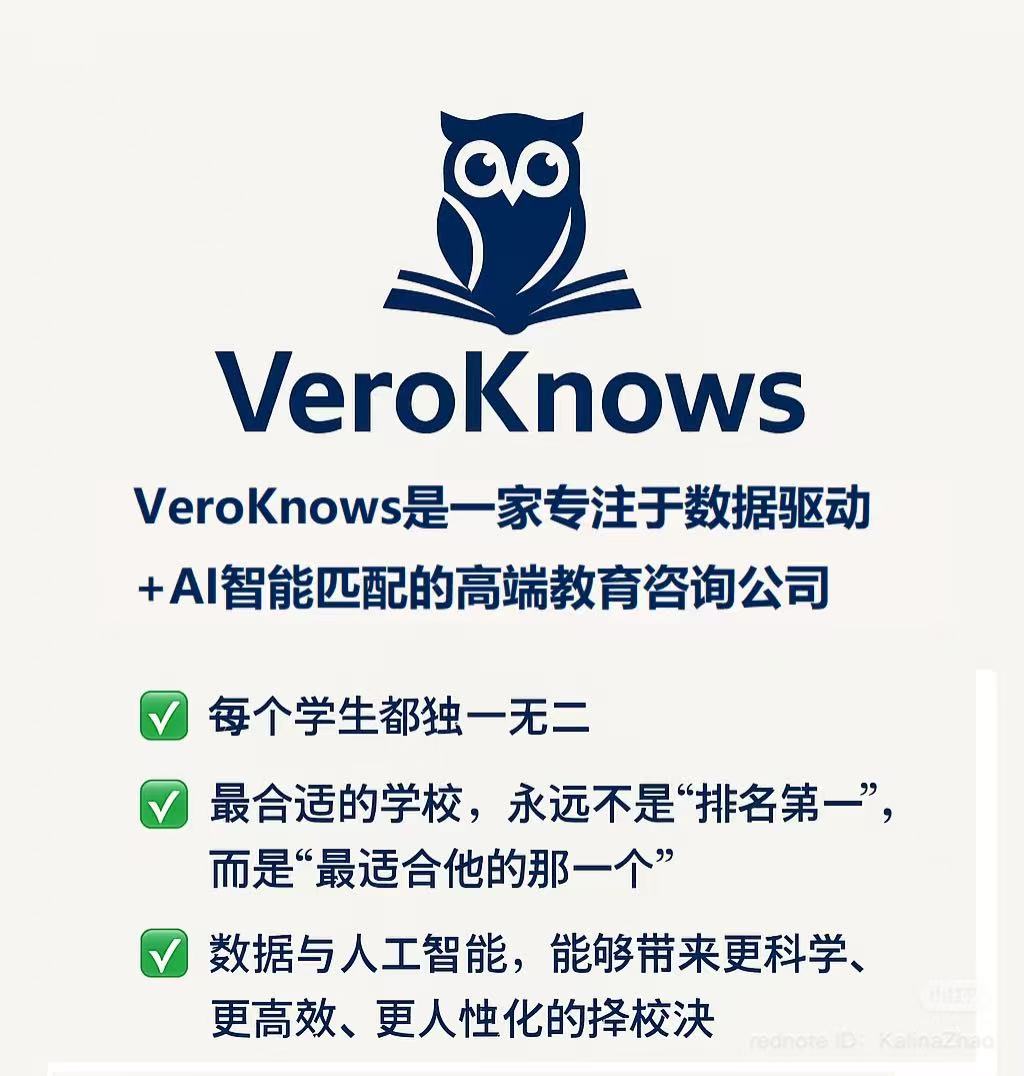 VeroKnows
VeroKnows是一家专注于数据驱动
+AI智能匹配的高端教育咨询公司
✅ 每个学生都独一无二
✅ 最合适的学校，永远不是“排名第一”，
而是“最适合他的那一个”
✅ 数据与人工智能，能够带来更科学、
更高效、更人性化的择校决
小红书
rednote ID: KalinaZhao